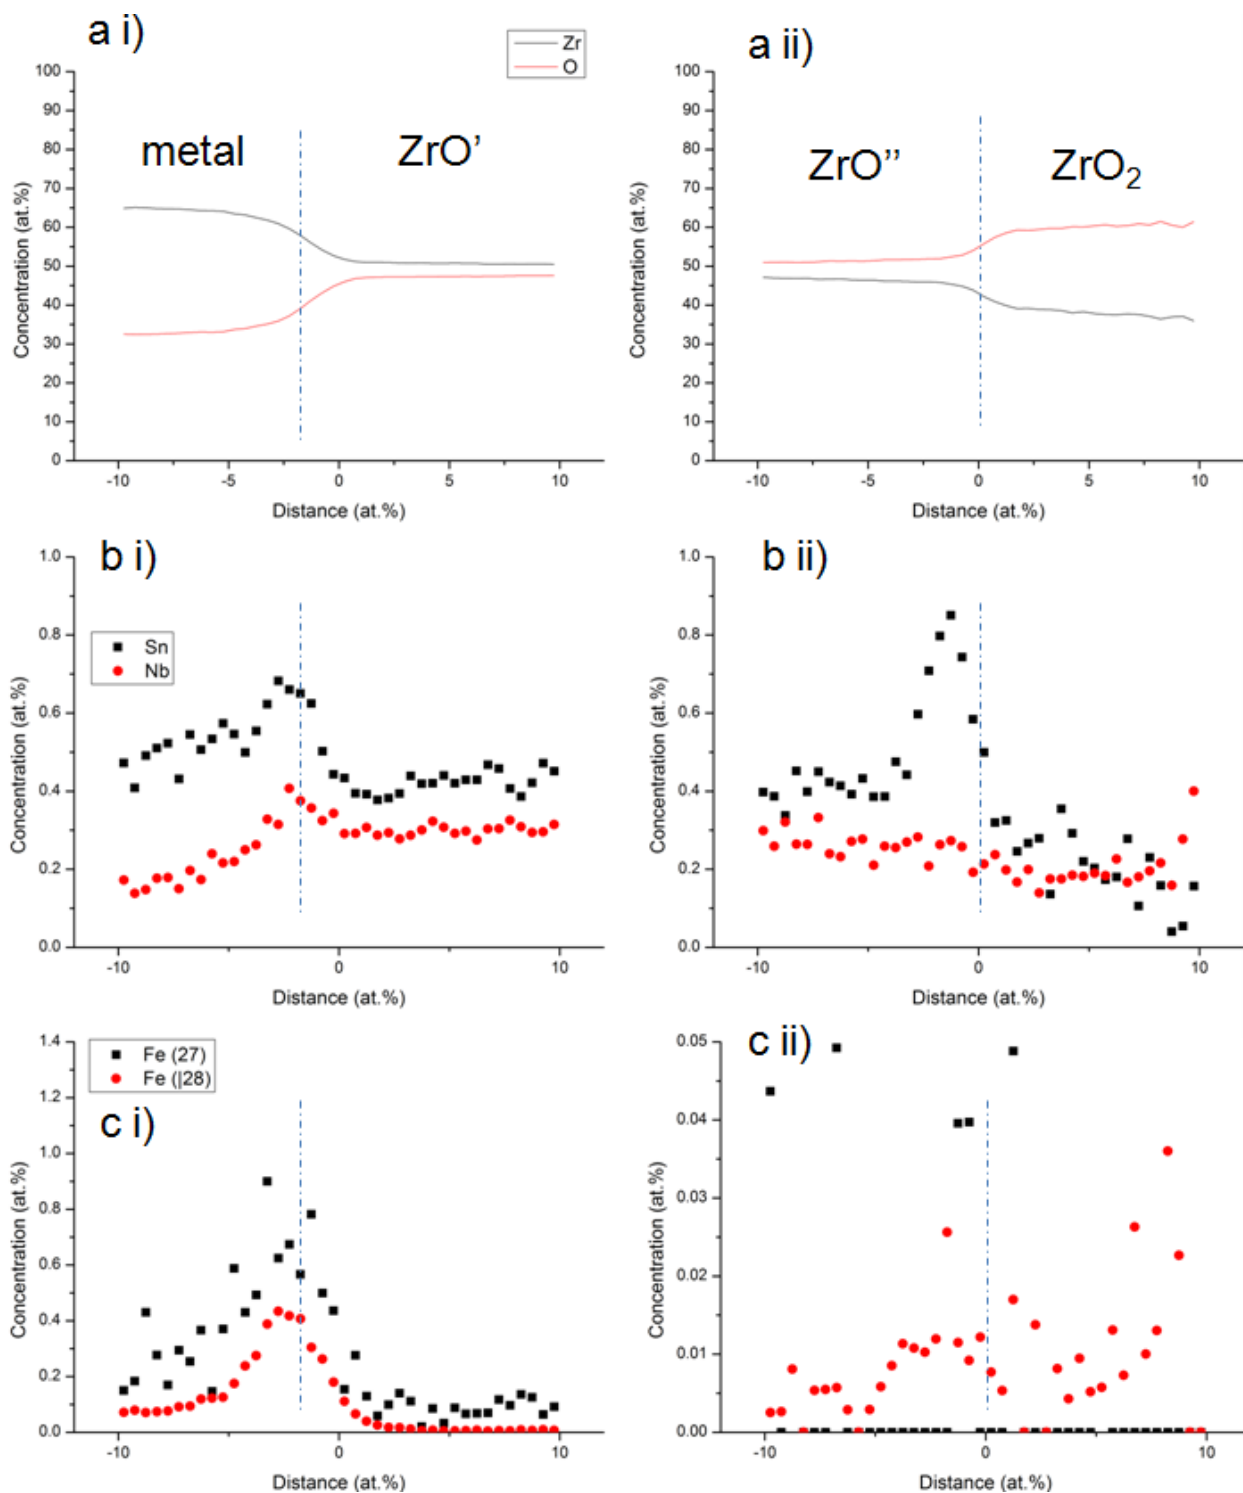 a i)
Zr
O
metal
ZrO'
100
90
80
70
60
50
40
30
20
10
0
Concentration (at.%)
-10
-5
0
5
10
Distance (at.%)
a ii)
ZrO''
ZrO2
100
90
80
70
60
50
40
30
20
10
0
Concentration (at.%)
-10
-5
0
5
10
Distance (at.%)
b i)
Sn
Nb
1.0
0.8
0.6
0.4
0.2
0.0
Concentration (at.%)
-10
0
10
Distance (at.%)
b ii)
1.0
0.8
0.6
0.4
0.2
0.0
Concentration (at.%)
-10
0
10
Distance (at.%)
Fe (27)
Fe (|28)
c i)
1.4
1.2
1.0
0.8
0.6
0.4
0.2
0.0
Concentration (at.%)
-10
0
10
Distance (at.%)
c ii)
0.05
0.04
0.03
0.02
0.01
0.00
Concentration (at.%)
-10
0
10
Distance (at.%)